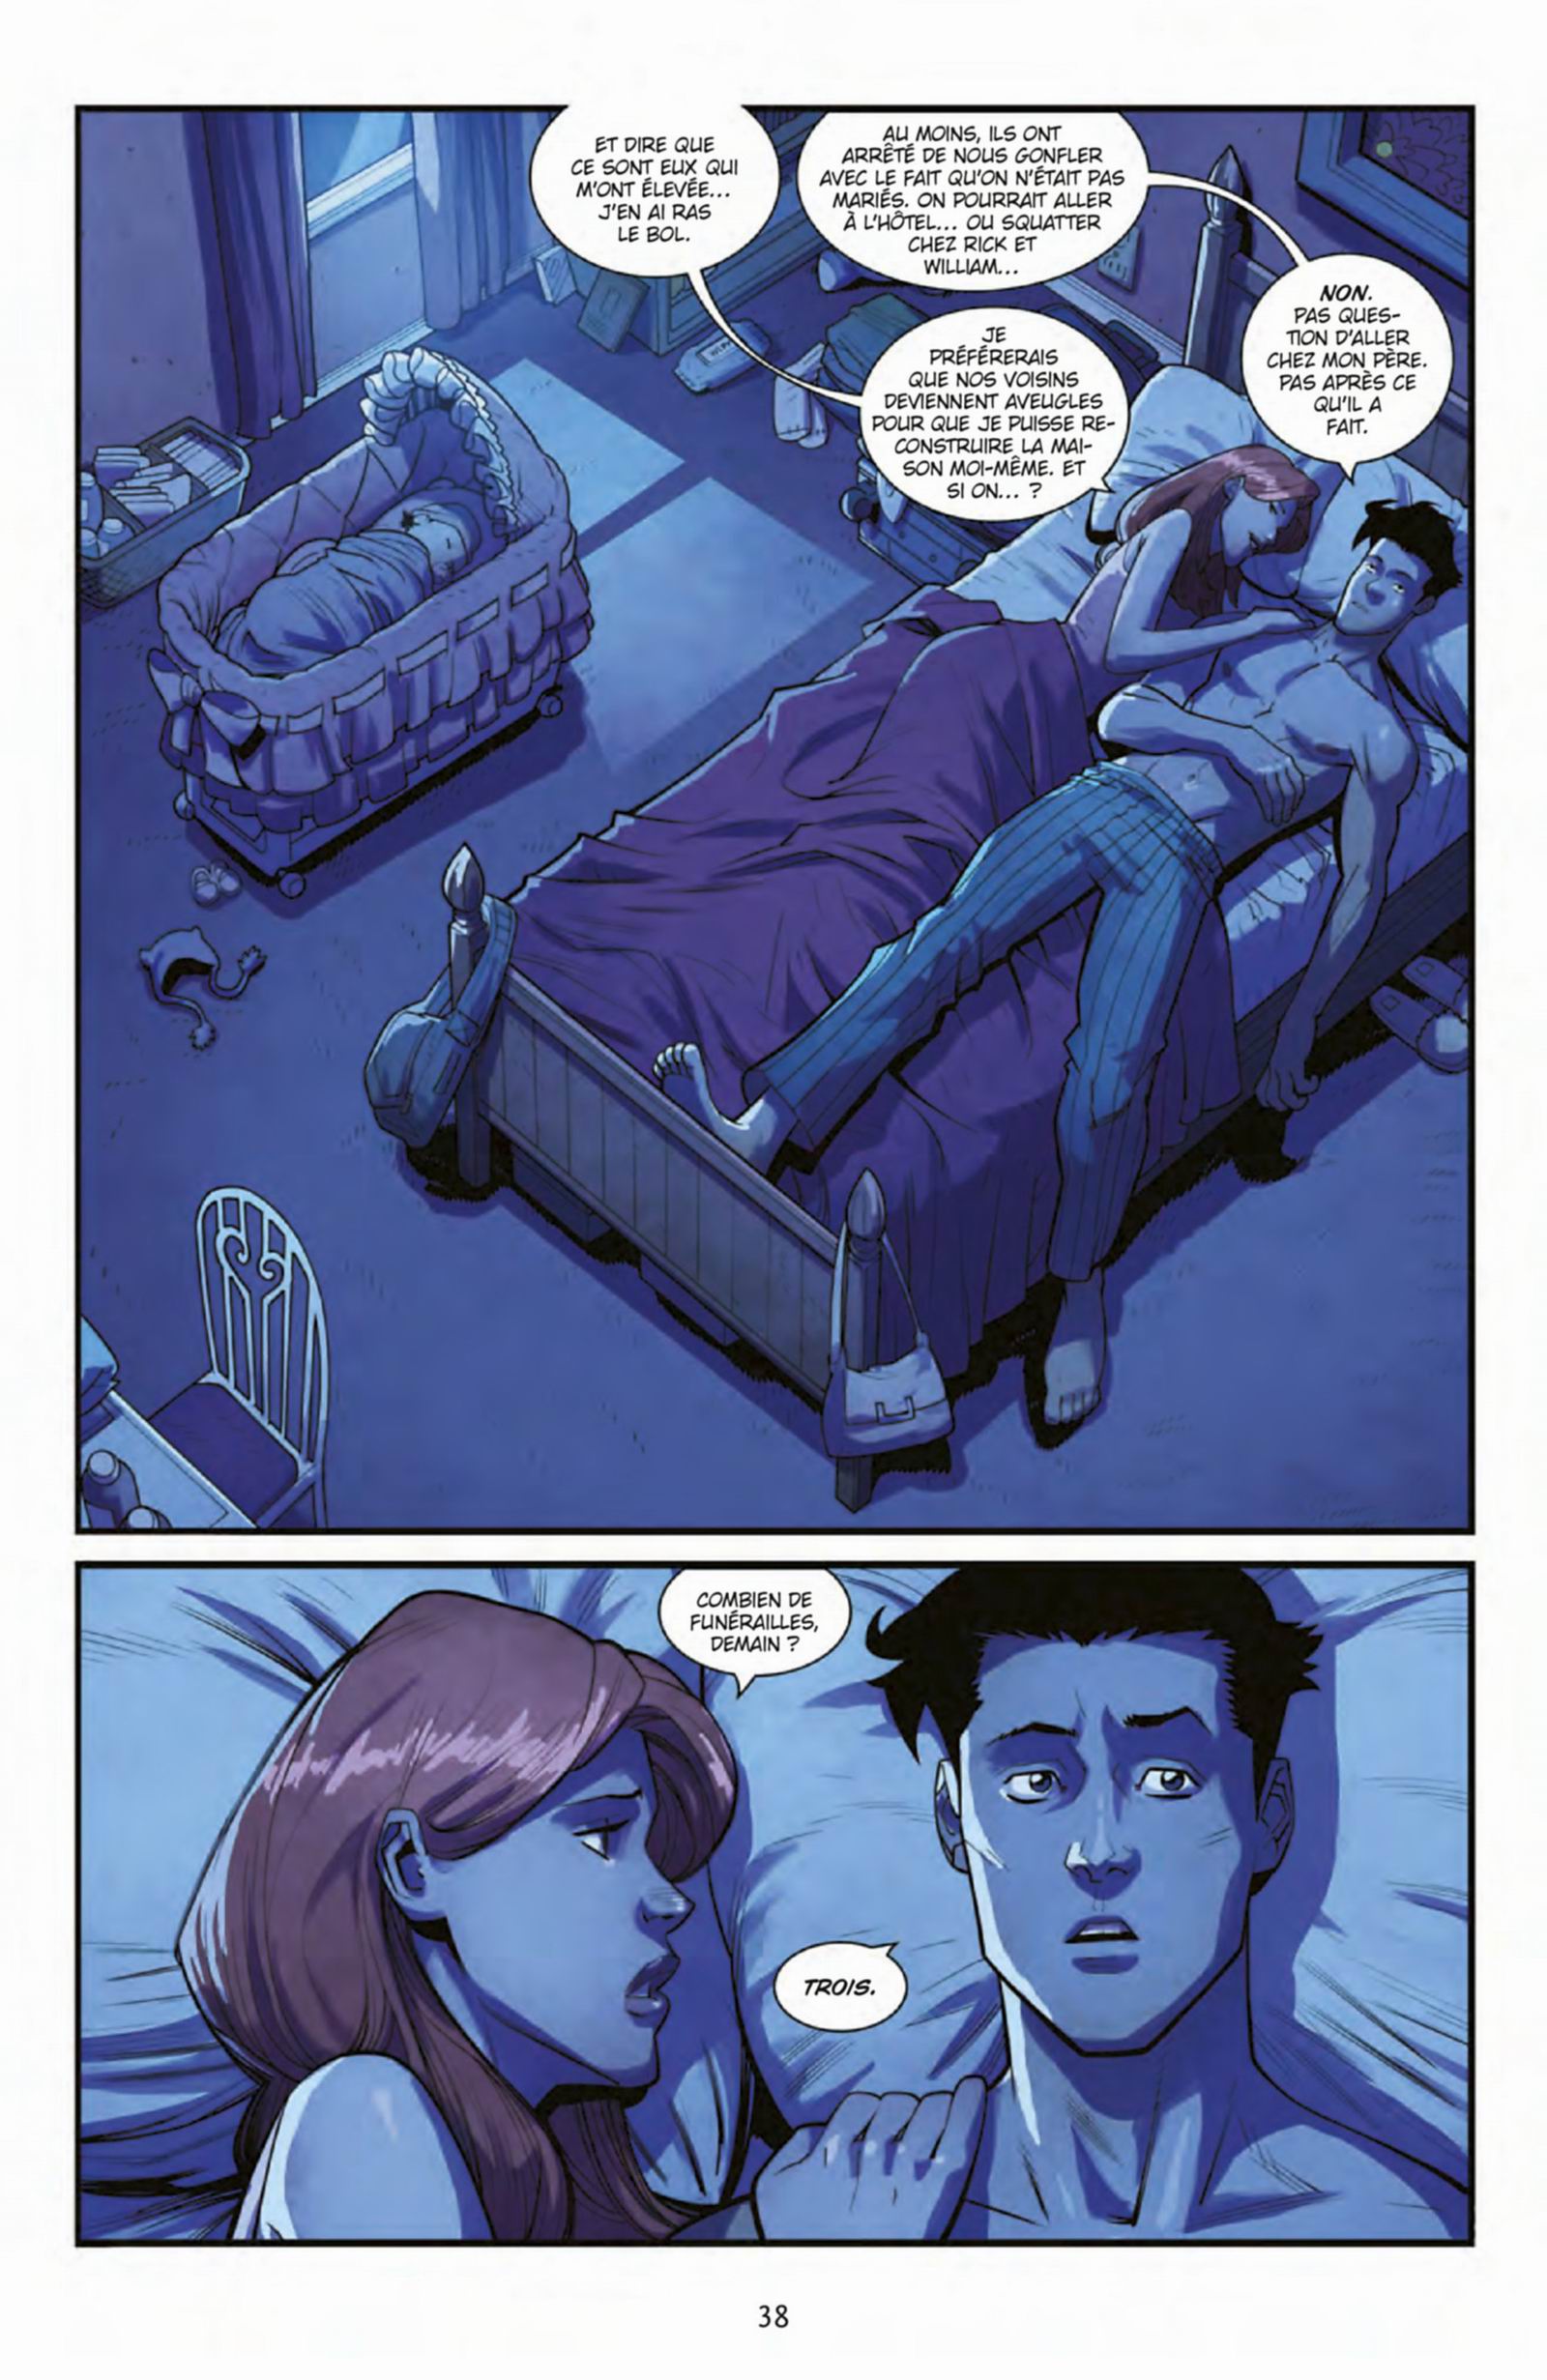 ET DIRE QUE
CE SONT EUX QUI
M'ONT ÉLEVÉE...
J'EN AI RAS
LE BOL.
AU MOINS, ILS ONT
ARRÊTÉ DE NOUS GONFLER
AVEC LE FAIT QU'ON N'ÉTAIT PAS
MARIÉS. ON POURRAIT ALLER
À L'HÔTEL... OU SQUATTER
CHEZ RICK ET
WILLIAM...
JE
PRÉFÉRERAIS
QUE NOS VOISINS
DEVIENNENT AVEUGLES
POUR QUE JE PUISSE RE-
CONSTRUIRE LA MAI-
SON MOI-MÊME. ET
SI ON... ?
NON.
PAS QUES-
TION D'ALLER
CHEZ MON PÈRE.
PAS APRÈS CE
QU'IL A
FAIT.
COMBIEN DE
FUNÉRAILLES,
DEMAIN ?
TROIS.
38